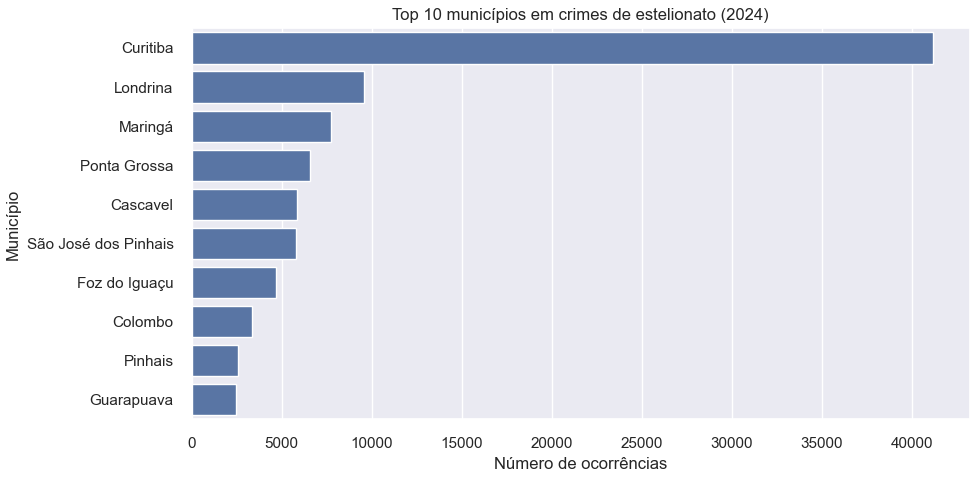 Top 10 municípios em crimes de estelionato (2024)
Município
Curitiba
Londrina
Maringá
Ponta Grossa
Cascavel
São José dos Pinhais
Foz do Iguaçu
Colombo
Pinhais
Guarapuava
0 5000 10000 15000 20000 25000 30000 35000 40000
Número de ocorrências